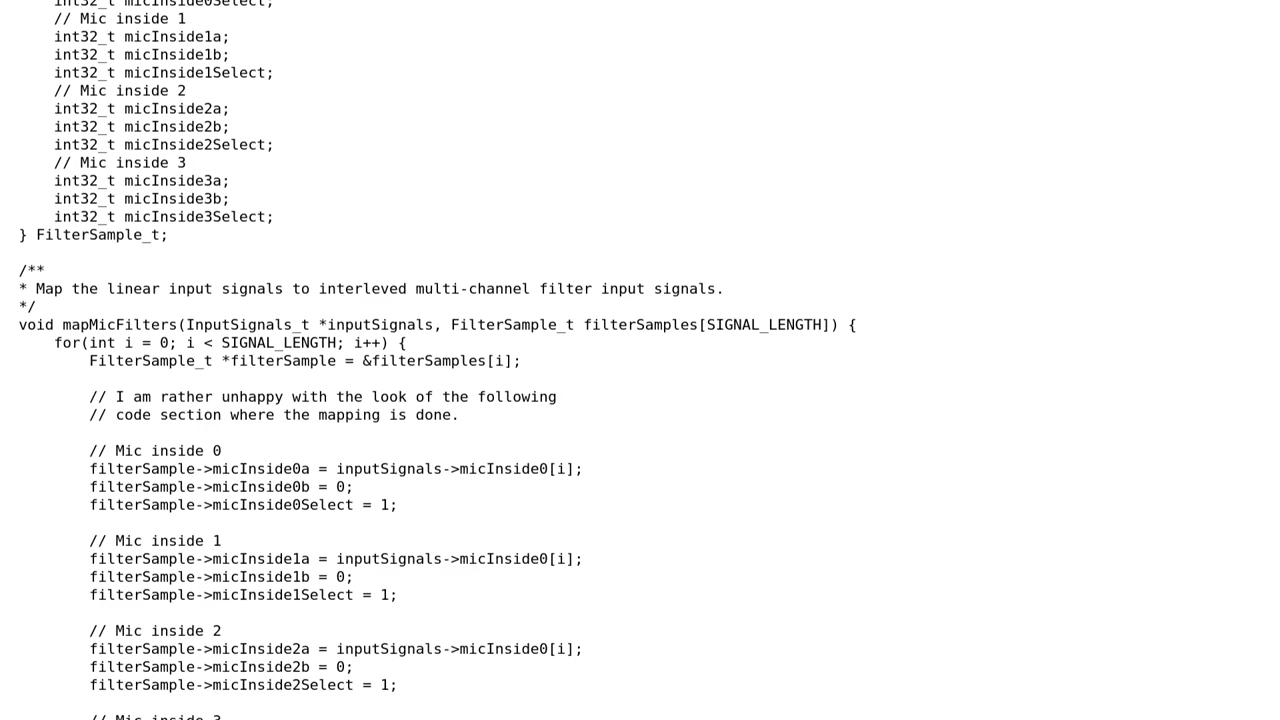 int32_t micInside0Select;
    // Mic inside 1
    int32_t micInside1a;
    int32_t micInside1b;
    int32_t micInside1Select;
    // Mic inside 2
    int32_t micInside2a;
    int32_t micInside2b;
    int32_t micInside2Select;
    // Mic inside 3
    int32_t micInside3a;
    int32_t micInside3b;
    int32_t micInside3Select;
} FilterSample_t;

/**
* Map the linear input signals to interleved multi-channel filter input signals.
*/
void mapMicFilters(InputSignals_t *inputSignals, FilterSample_t filterSamples[SIGNAL_LENGTH]) {
    for(int i = 0; i < SIGNAL_LENGTH; i++) {
        FilterSample_t *filterSample = &filterSamples[i];

        // I am rather unhappy with the look of the following
        // code section where the mapping is done.

        // Mic inside 0
        filterSample->micInside0a = inputSignals->micInside0[i];
        filterSample->micInside0b = 0;
        filterSample->micInside0Select = 1;

        // Mic inside 1
        filterSample->micInside1a = inputSignals->micInside0[i];
        filterSample->micInside1b = 0;
        filterSample->micInside1Select = 1;

        // Mic inside 2
        filterSample->micInside2a = inputSignals->micInside0[i];
        filterSample->micInside2b = 0;
        filterSample->micInside2Select = 1;

        // Mic inside 3